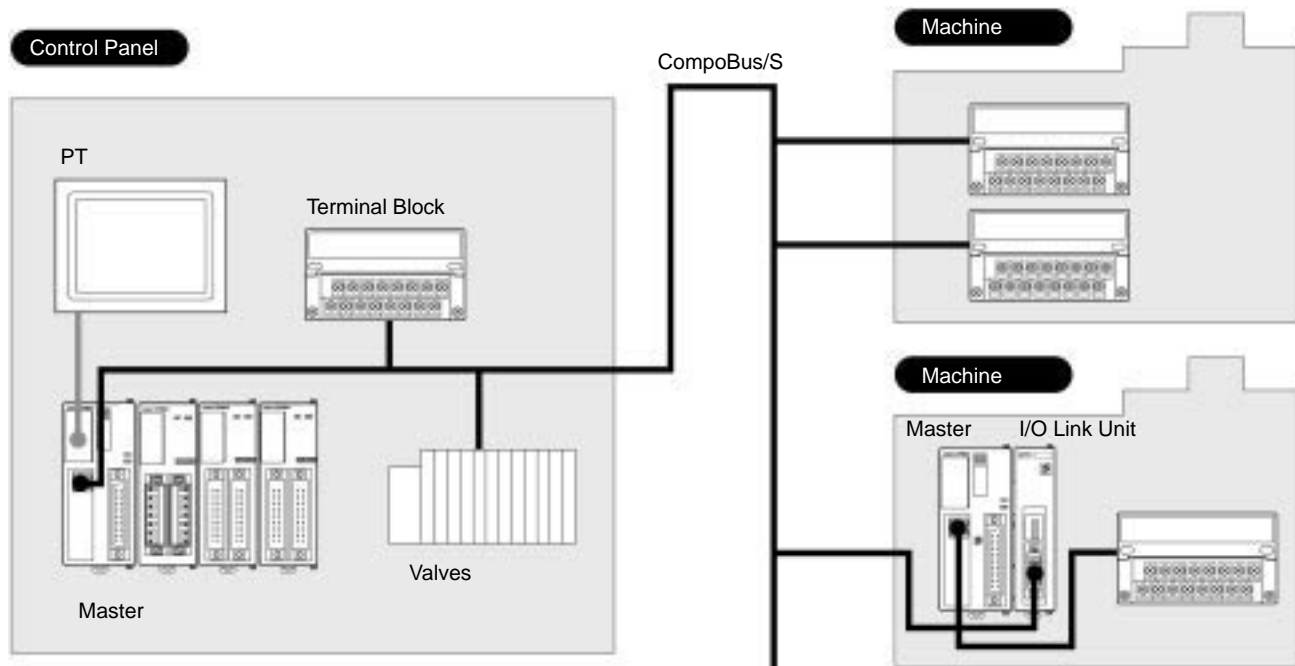 Control Panel
Machine
CompoBus/S
PT
Terminal Block
Machine
Master
I/O Link Unit
Valves
Master